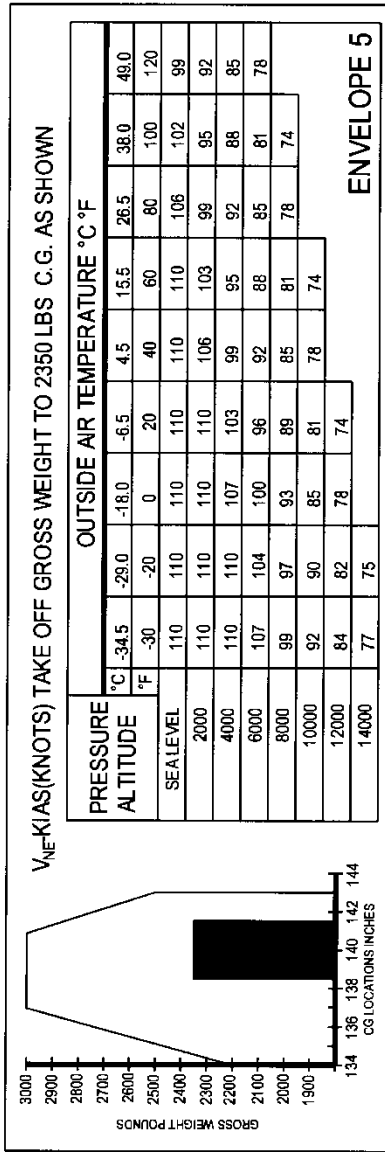 V_NE-KIAS(KNOTS) TAKE OFF GROSS WEIGHT TO 2350 LBS C.G. AS SHOWN
GROSS WEIGHT POUNDS
3000
2900
2800
2700
2600
2500
2400
2300
2200
2100
2000
1900
134 136 138 140 142 144
CG LOCATIONS INCHES
PRESSURE ALTITUDE
OUTSIDE AIR TEMPERATURE °C °F
°C -34.5 -29.0 -18.0 -6.5 4.5 15.5 26.5 38.0 49.0
°F -30 -20 0 20 40 60 80 100 120
SEA LEVEL 110 110 110 110 110 110 106 102 99
2000 110 110 110 110 106 103 99 95 92
4000 110 110 107 103 99 95 92 88 85
6000 107 104 100 96 92 88 85 81 78
8000 99 97 93 89 85 81 78 74
10000 92 90 85 81 78 74
12000 84 82 78 74
14000 77 75
ENVELOPE 5